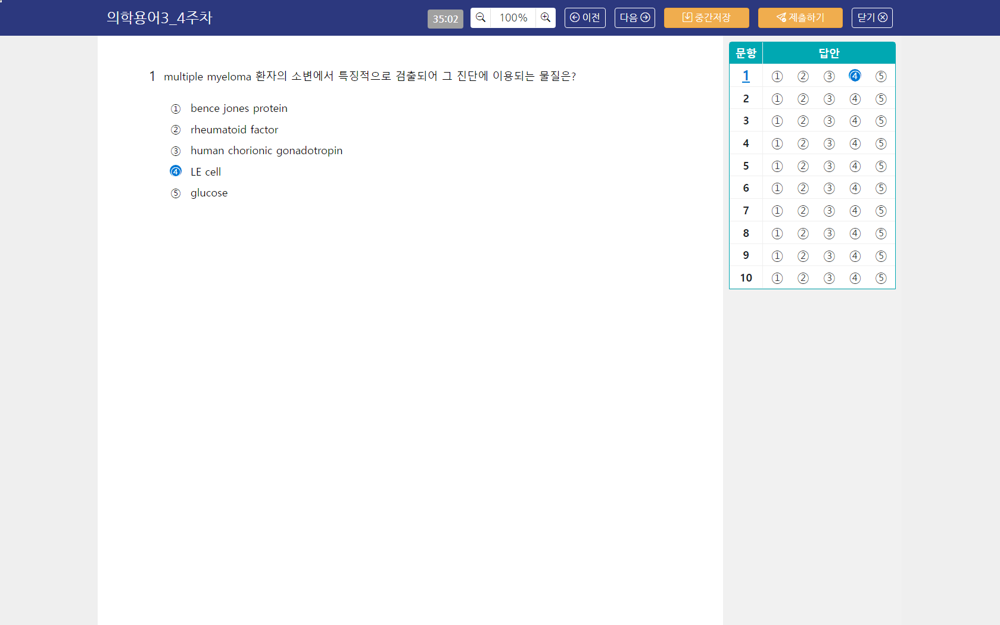 의학용어3_4주차
35:02 100% 이전 다음 중간저장 제출하기 닫기
1 multiple myeloma 환자의 소변에서 특징적으로 검출되어 그 진단에 이용되는 물질은?
① bence jones protein
② rheumatoid factor
③ human chorionic gonadotropin
④ LE cell
⑤ glucose
문항 답안
1 ① ② ③ ④ ⑤
2 ① ② ③ ④ ⑤
3 ① ② ③ ④ ⑤
4 ① ② ③ ④ ⑤
5 ① ② ③ ④ ⑤
6 ① ② ③ ④ ⑤
7 ① ② ③ ④ ⑤
8 ① ② ③ ④ ⑤
9 ① ② ③ ④ ⑤
10 ① ② ③ ④ ⑤